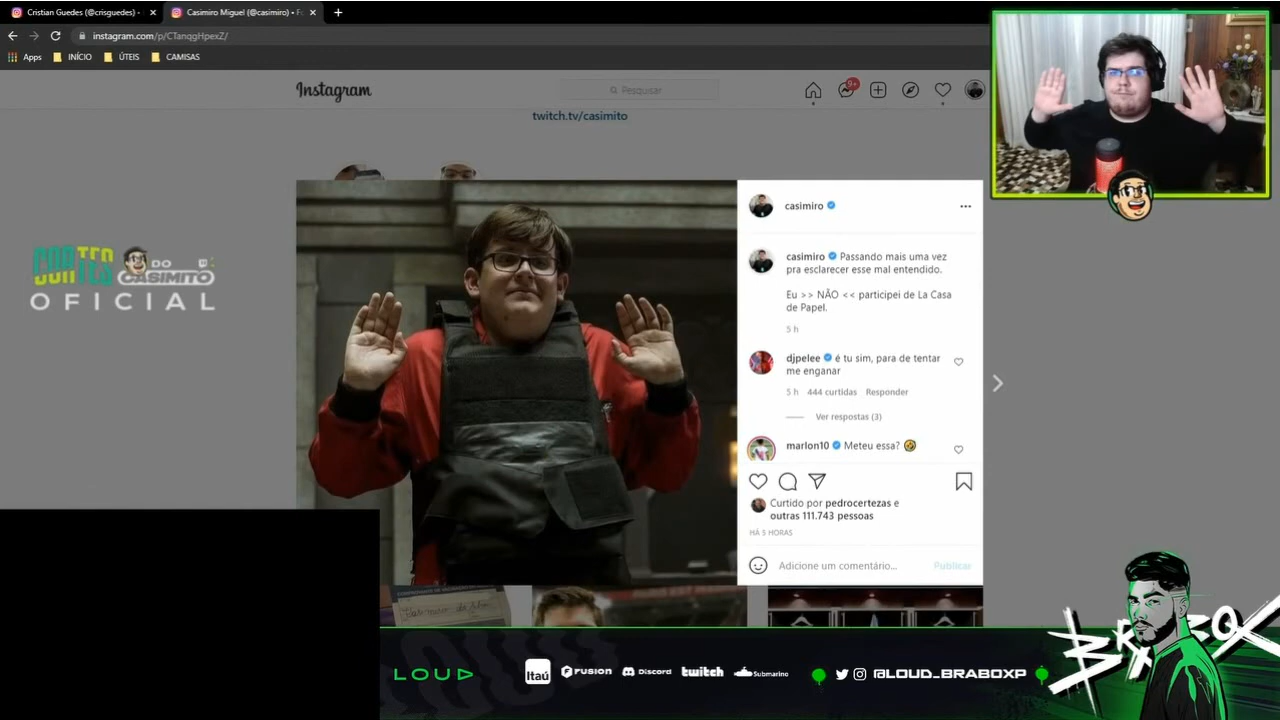 Cristian Guedes (@crisguedes) •
Casimiro Miguel (@casimiro) • Fo
instagram.com/p/CTanqgHpexZ/
Apps
INÍCIO
ÚTEIS
CAMISAS
Instagram
Pesquisar
9+
twitch.tv/casimito
casimiro
casimiro Passando mais uma vez
pra esclarecer esse mal entendido.
Eu >> NÃO << participei de La Casa
de Papel.
5 h
djpelee é tu sim, para de tentar
me enganar
5 h 444 curtidas Responder
Ver respostas (3)
marlon10 Meteu essa? 🤣
Curtido por pedrocertezas e
outras 111.743 pessoas
HÁ 5 HORAS
Adicione um comentário...
Publicar
CORTES
DO
CASIMITO
OFICIAL
LOUD
Itaú
FUSION
Discord
twitch
Submarino
@LOUD_BRABOXP